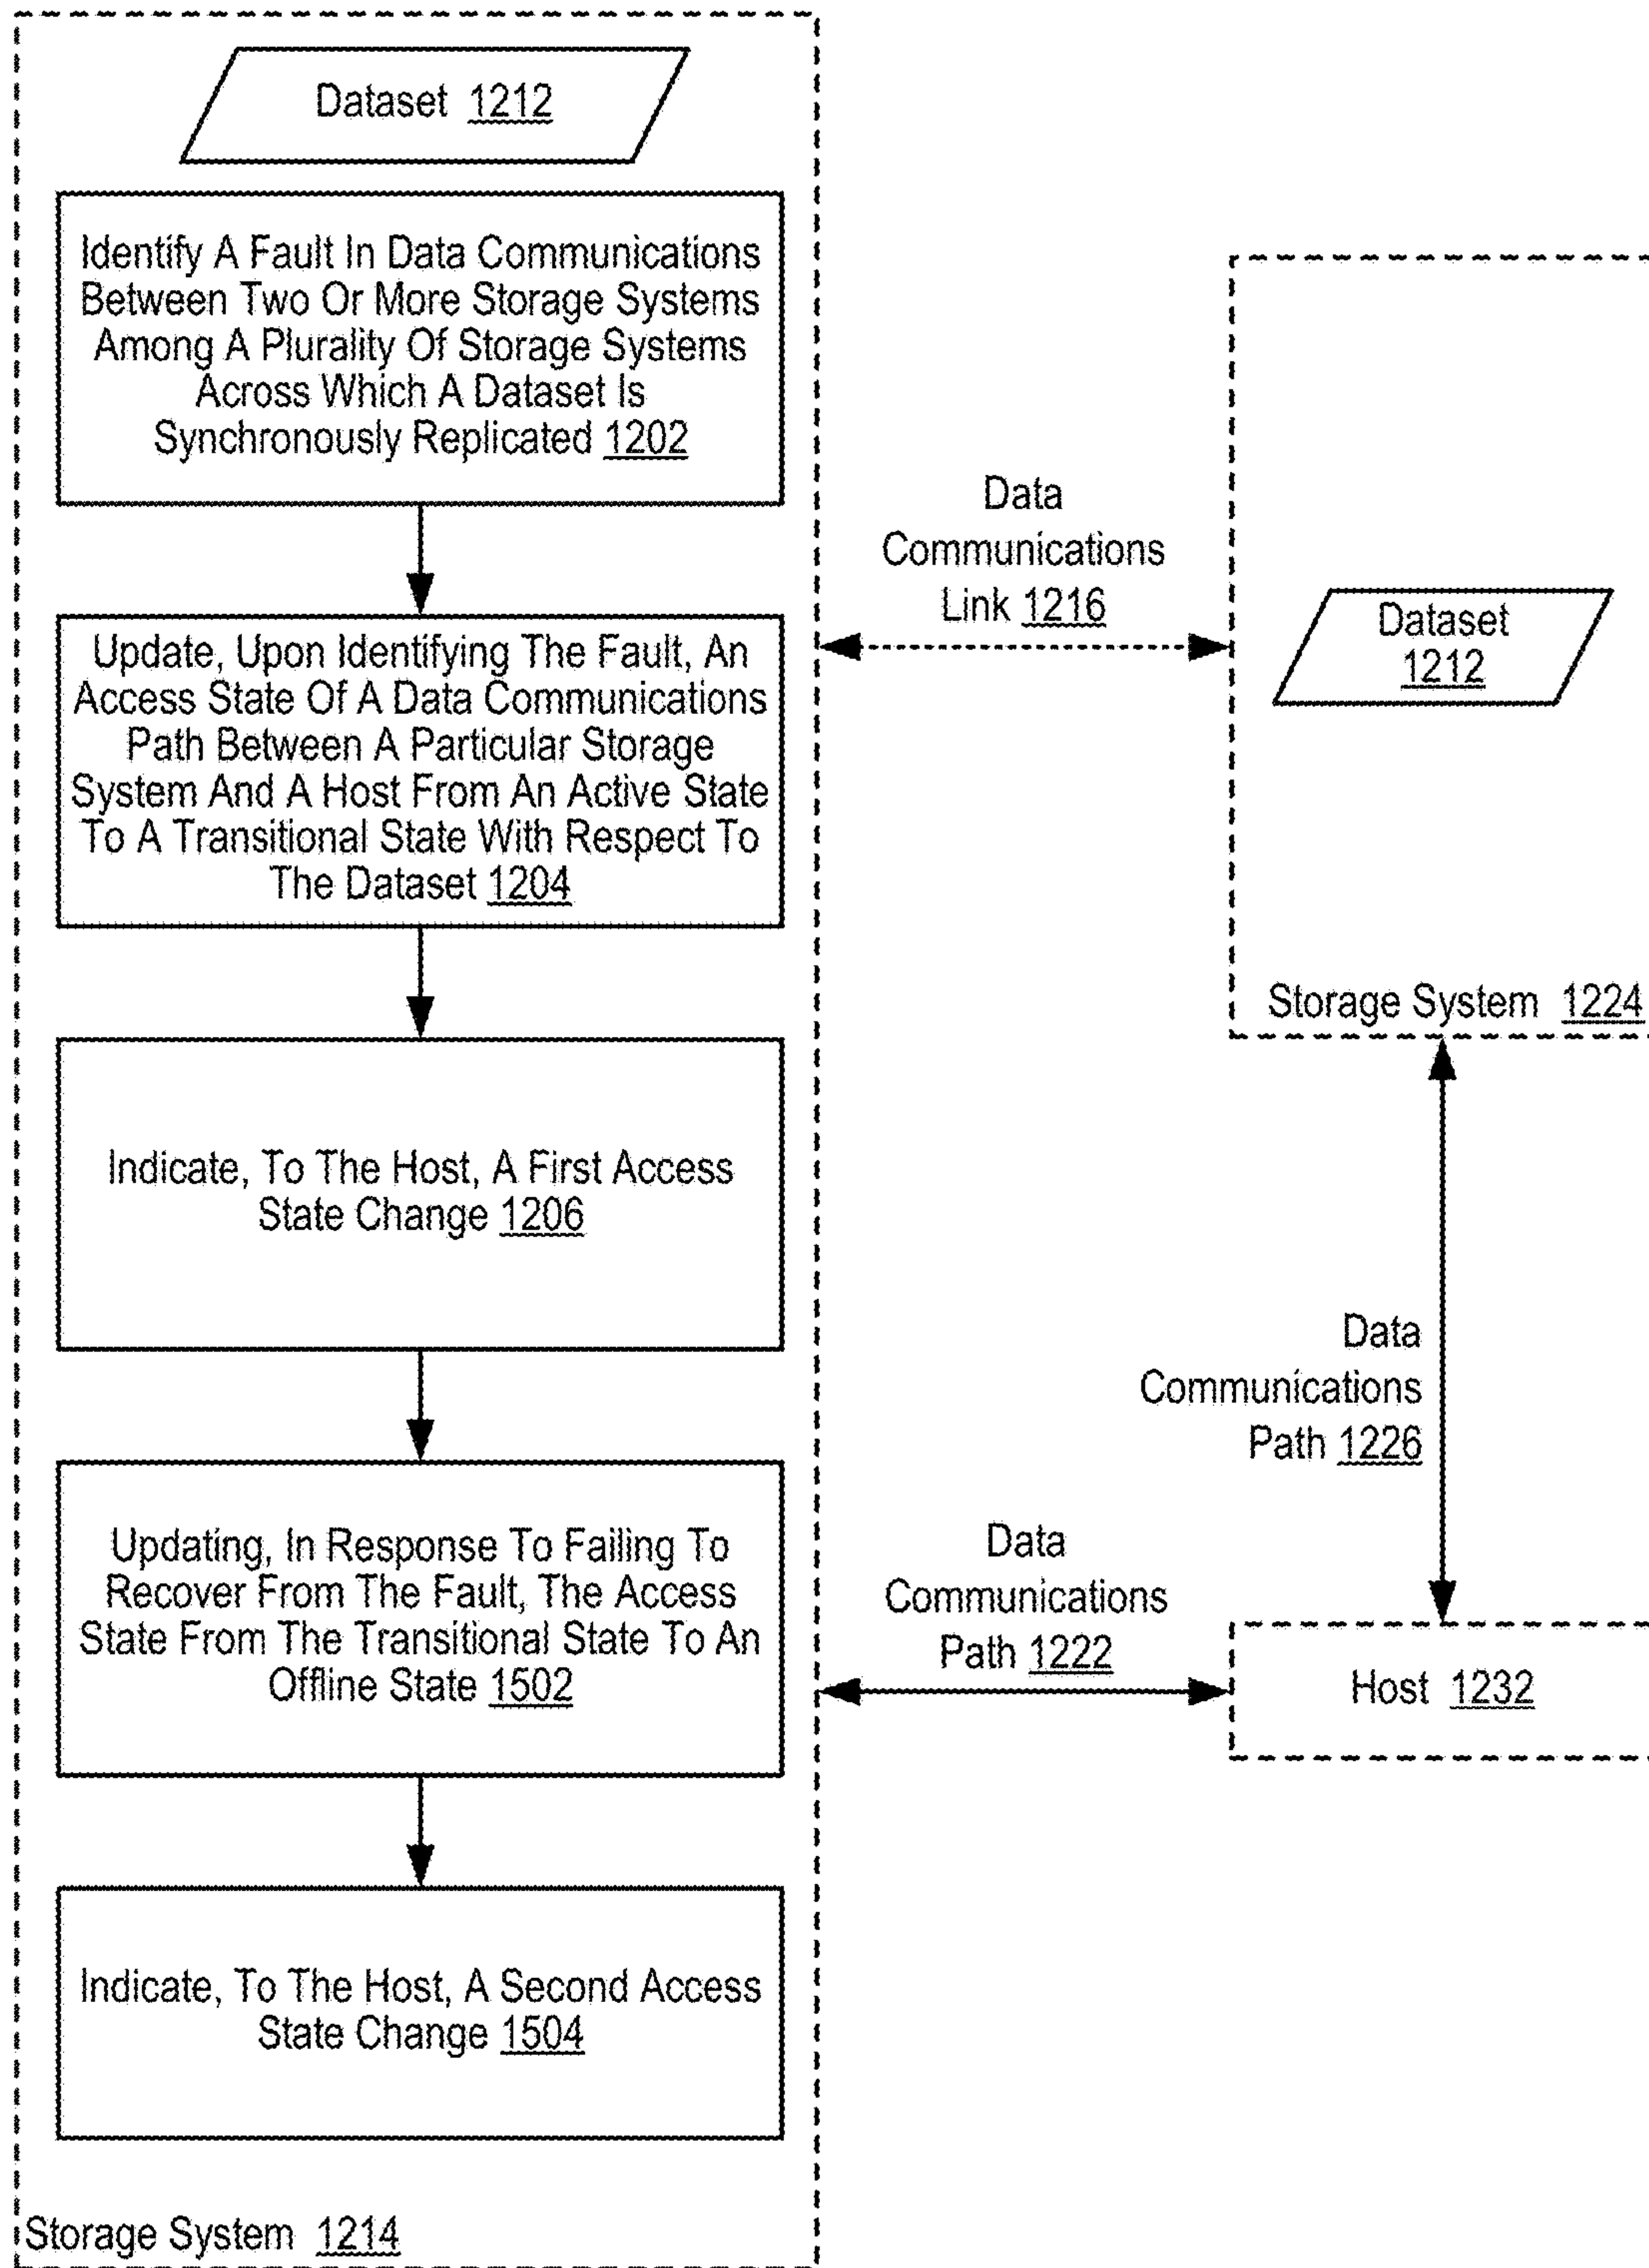 Dataset 1212
Identify A Fault In Data Communications
Between Two Or More Storage Systems
Among A Plurality Of Storage Systems
Across Which A Dataset Is
Synchronously Replicated 1202
Update, Upon Identifying The Fault, An
Access State Of A Data Communications
Path Between A Particular Storage
System And A Host From An Active State
To A Transitional State With Respect To
The Dataset 1204
Indicate, To The Host, A First Access
State Change 1206
Updating, In Response To Failing To
Recover From The Fault, The Access
State From The Transitional State To An
Offline State 1502
Indicate, To The Host, A Second Access
State Change 1504
Storage System 1214
Data
Communications
Link 1216
Dataset
1212
Storage System 1224
Data
Communications
Path 1226
Data
Communications
Path 1222
Host 1232